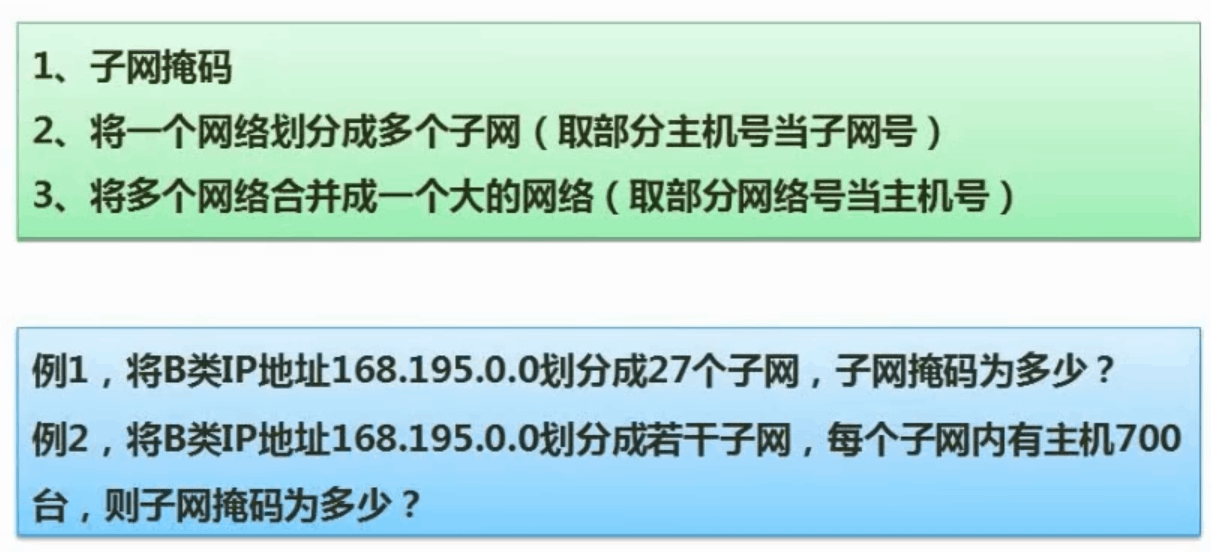 1、子网掩码
2、将一个网络划分成多个子网（取部分主机号当子网号）
3、将多个网络合并成一个大的网络（取部分网络号当主机号）
例1，将B类IP地址168.195.0.0划分成27个子网，子网掩码为多少？
例2，将B类IP地址168.195.0.0划分成若干子网，每个子网内有主机700
台，则子网掩码为多少？